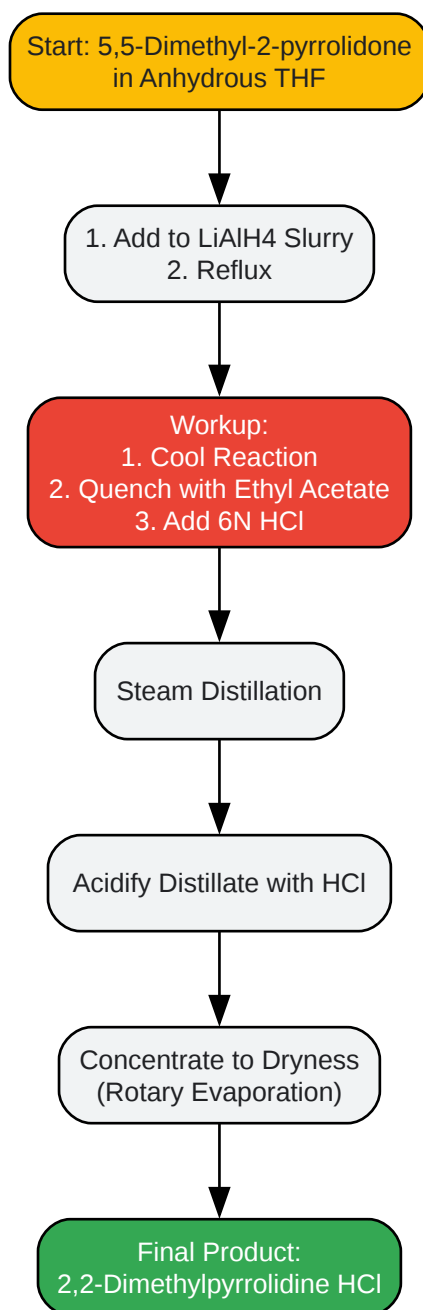 Start: 5,5-Dimethyl-2-pyrrolidone
in Anhydrous THF
1. Add to LiAlH4 Slurry
2. Reflux
Workup:
1. Cool Reaction
2. Quench with Ethyl Acetate
3. Add 6N HCl
Steam Distillation
Acidify Distillate with HCl
Concentrate to Dryness
(Rotary Evaporation)
Final Product:
2,2-Dimethylpyrrolidine HCl